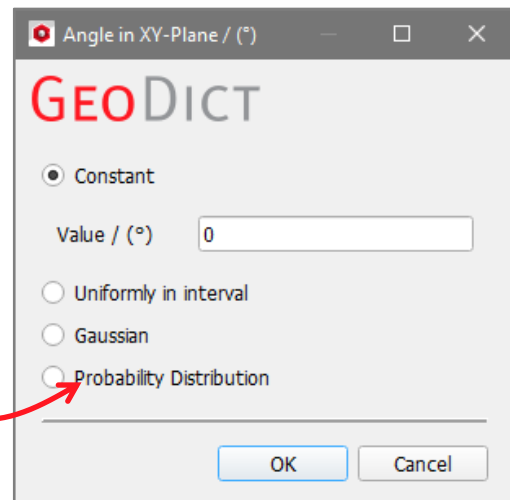 Angle in XY-Plane / (°)
GEODICT
Constant
Value / (°) 0
Uniformly in interval
Gaussian
Probability Distribution
OK Cancel